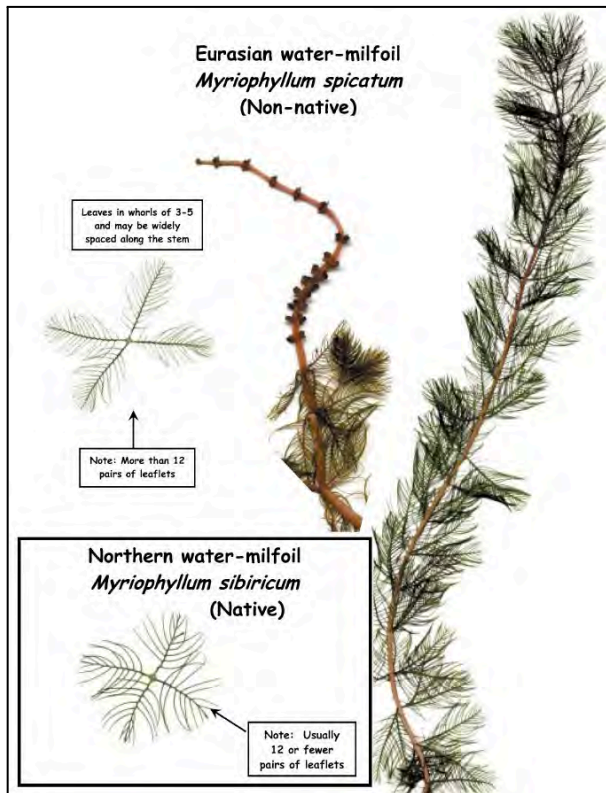 Eurasian water-milfoil
Myriophyllum spicatum
(Non-native)
Leaves in whorls of 3-5
and may be widely
spaced along the stem
Note: More than 12
pairs of leaflets
Northern water-milfoil
Myriophyllum sibiricum
(Native)
Note: Usually
12 or fewer
pairs of leaflets